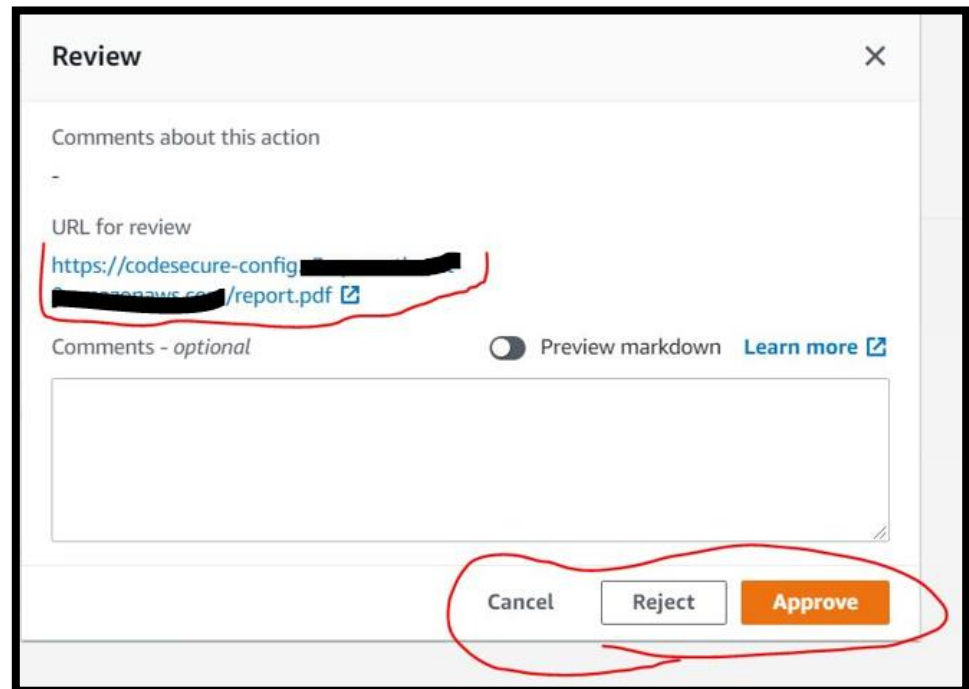 Review
Comments about this action
-
URL for review
https://codesecure-config.
/report.pdf
Comments - optional Preview markdown Learn more
Cancel Reject Approve